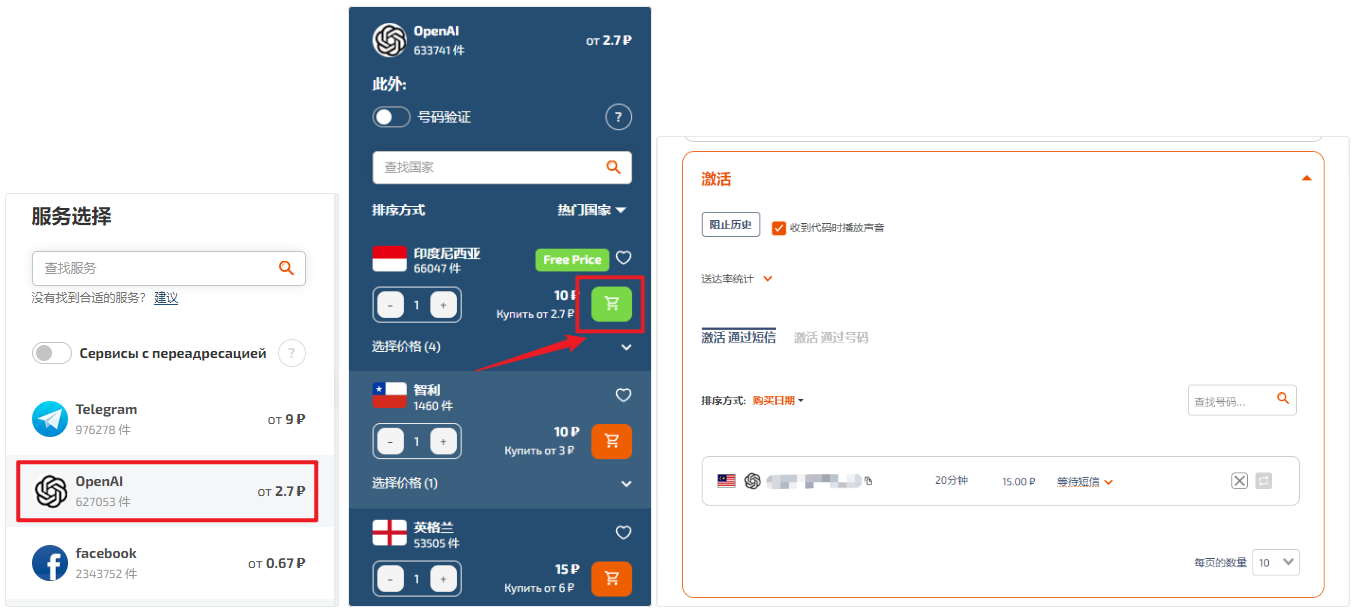 服务选择
查找服务
没有找到合适的服务? 建议
Сервисы с переадресацией ?
Telegram
976278 件
от 9 ₽
OpenAI
627053 件
от 2.7 ₽
facebook
2343752 件
от 0.67 ₽
OpenAI
633741 件
от 2.7 ₽
此外:
号码验证 ?
查找国家
排序方式 热门国家
印度尼西亚
66047 件
Free Price
- 1 +
10 ₽
Купить от 2.7 ₽
选择价格 (4)
智利
1460 件
- 1 +
10 ₽
Купить от 3 ₽
选择价格 (1)
英格兰
53505 件
- 1 +
15 ₽
Купить от 6 ₽
激活
阻止历史 收到代码时播放声音
送达率统计
激活 通过短信 激活 通过号码
排序方式: 购买日期
查找号码...
20分钟 15.00 ₽ 等待短信
每页的数量 10